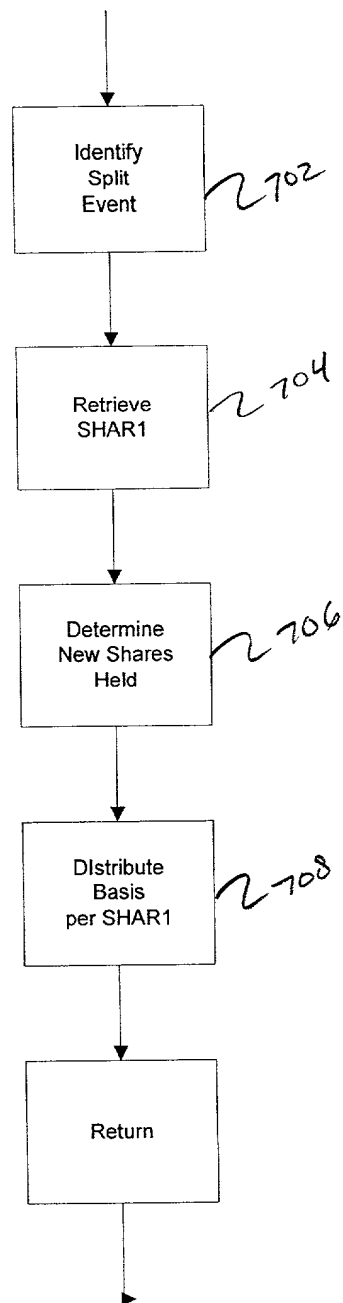 Identify
Split
Event
702
Retrieve
SHAR1
704
Determine
New Shares
Held
706
DIstribute
Basis
per SHAR1
708
Return